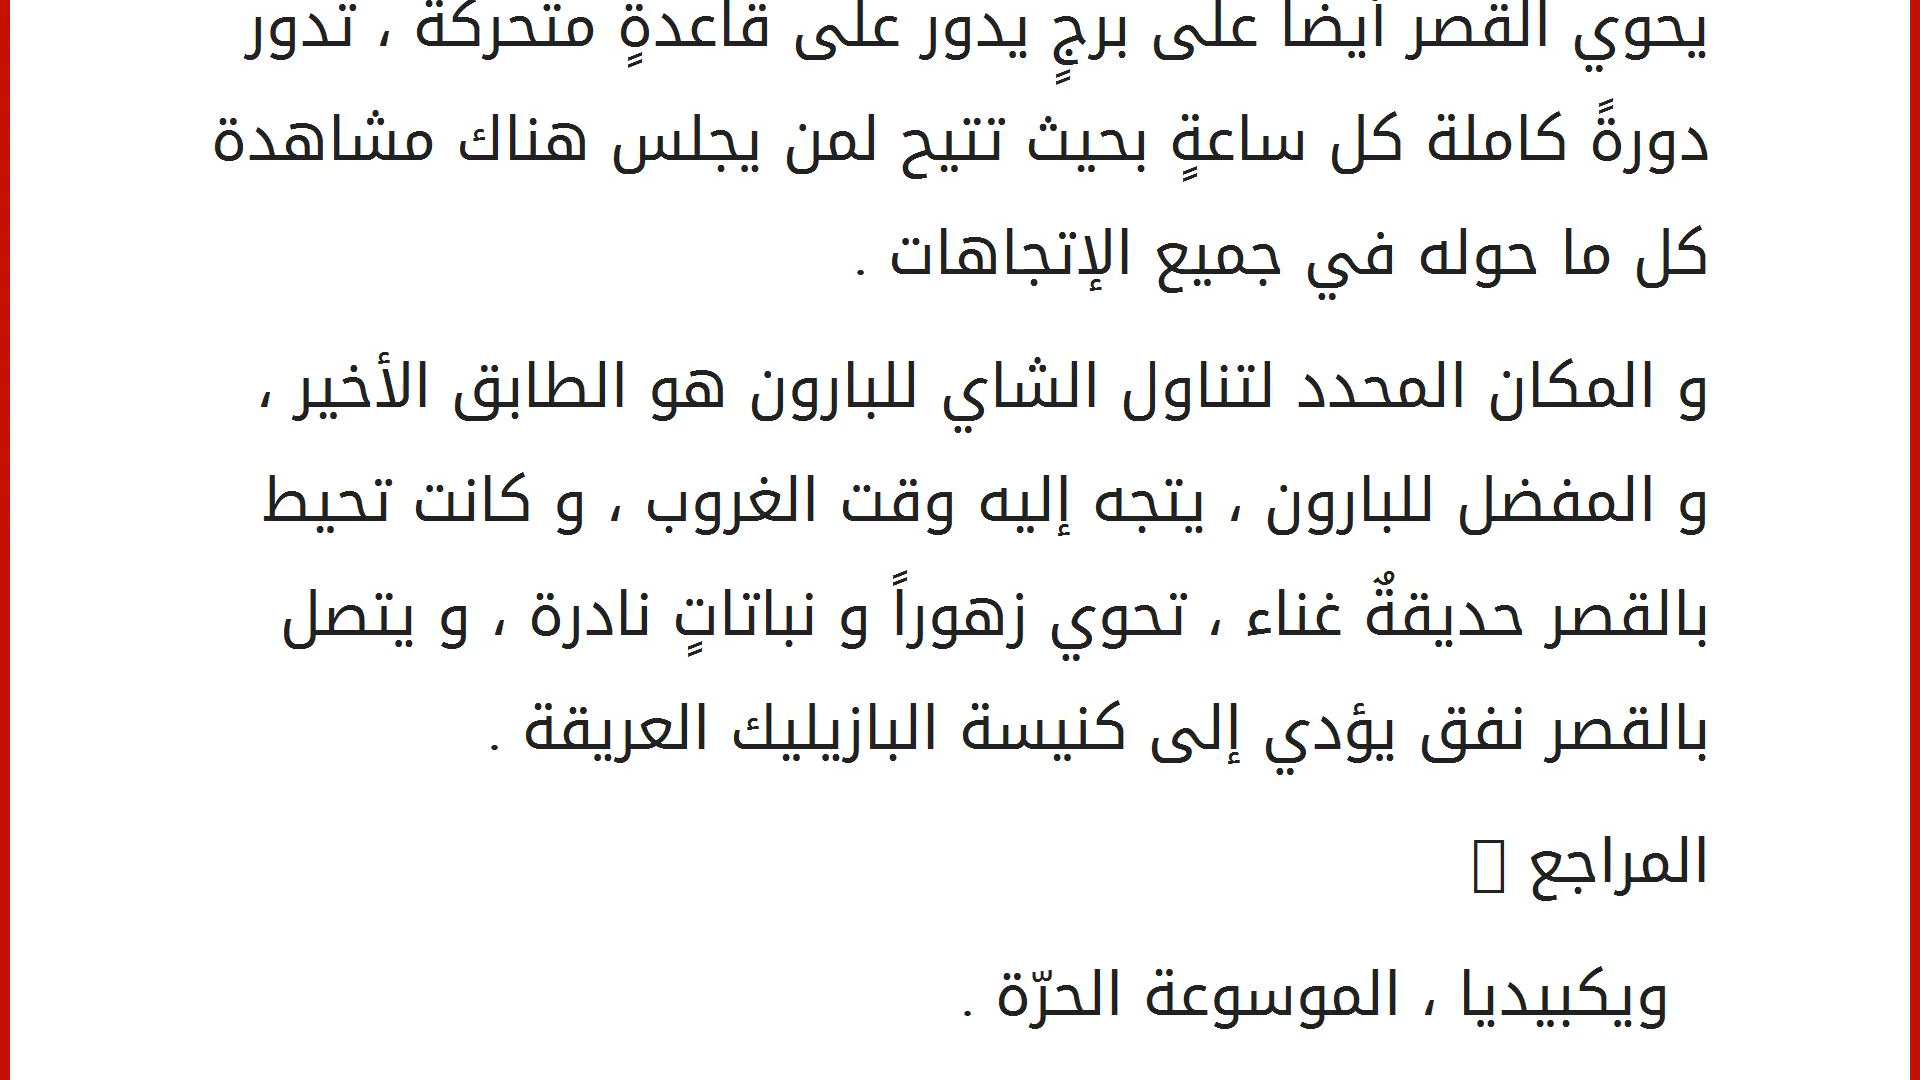 يحوي القصر أيضاً على برجٍ يدور على قاعدةٍ متحركة ، تدور
دورةً كاملة كل ساعةٍ بحيث تتيح لمن يجلس هناك مشاهدة
كل ما حوله في جميع الإتجاهات .
و المكان المحدد لتناول الشاي للبارون هو الطابق الأخير ،
و المفضل للبارون ، يتجه إليه وقت الغروب ، و كانت تحيط
بالقصر حديقةٌ غناء ، تحوي زهوراً و نباتاتٍ نادرة ، و يتصل
بالقصر نفق يؤدي إلى كنيسة البازيليك العريقة .
المراجع
ويكبيديا ، الموسوعة الحرّة .